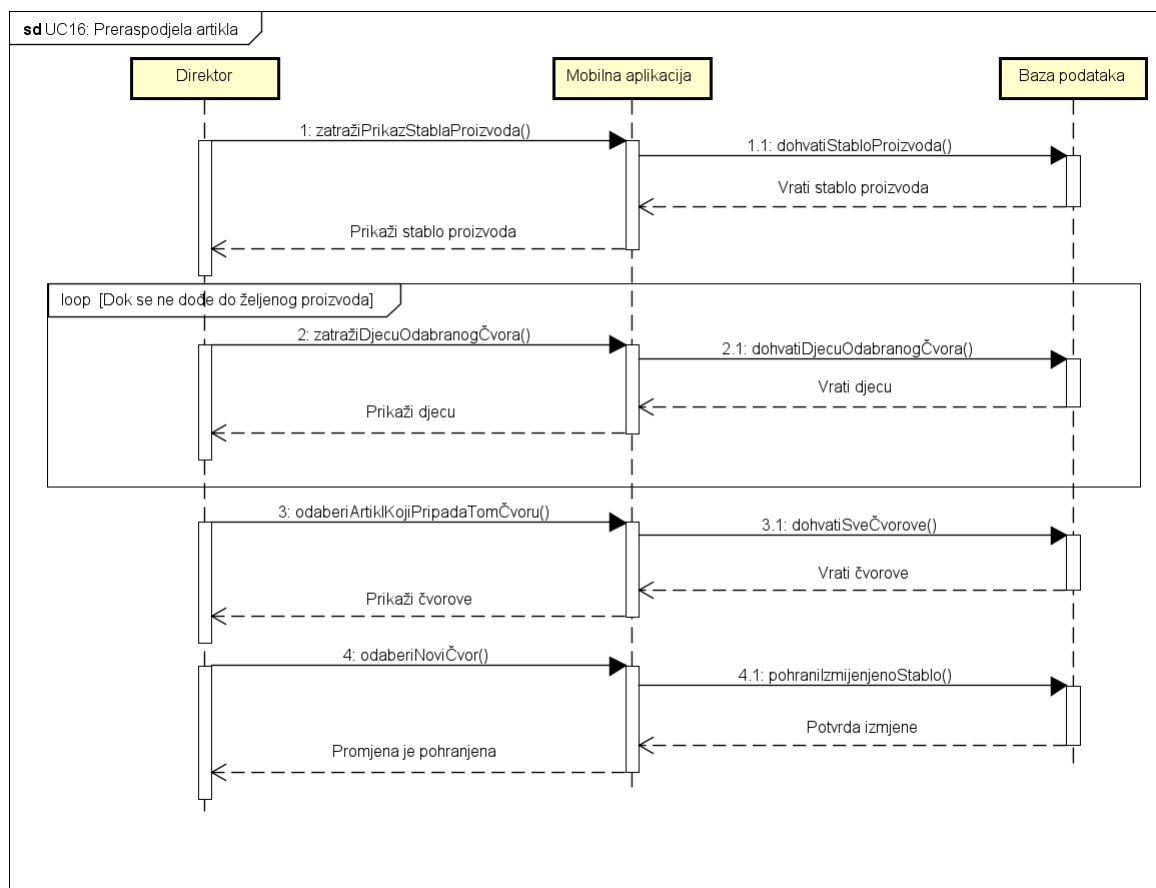 sd UC16: Preraspodjela artikla
Direktor
Mobilna aplikacija
Baza podataka
1: zatražiPrikazStablaProizvoda()
1.1: dohvatiStabloProizvoda()
Vrati stablo proizvoda
Prikaži stablo proizvoda
loop [Dok se ne dođe do željenog proizvoda]
2: zatražiDjecuOdabranogČvora()
2.1: dohvatiDjecuOdabranogČvora()
Vrati djecu
Prikaži djecu
3: odaberiArtiklKojiPripadaTomČvoru()
3.1: dohvatiSveČvorove()
Vrati čvorove
Prikaži čvorove
4: odaberiNoviČvor()
4.1: pohraniIzmijenjenoStablo()
Potvrda izmjene
Promjena je pohranjena